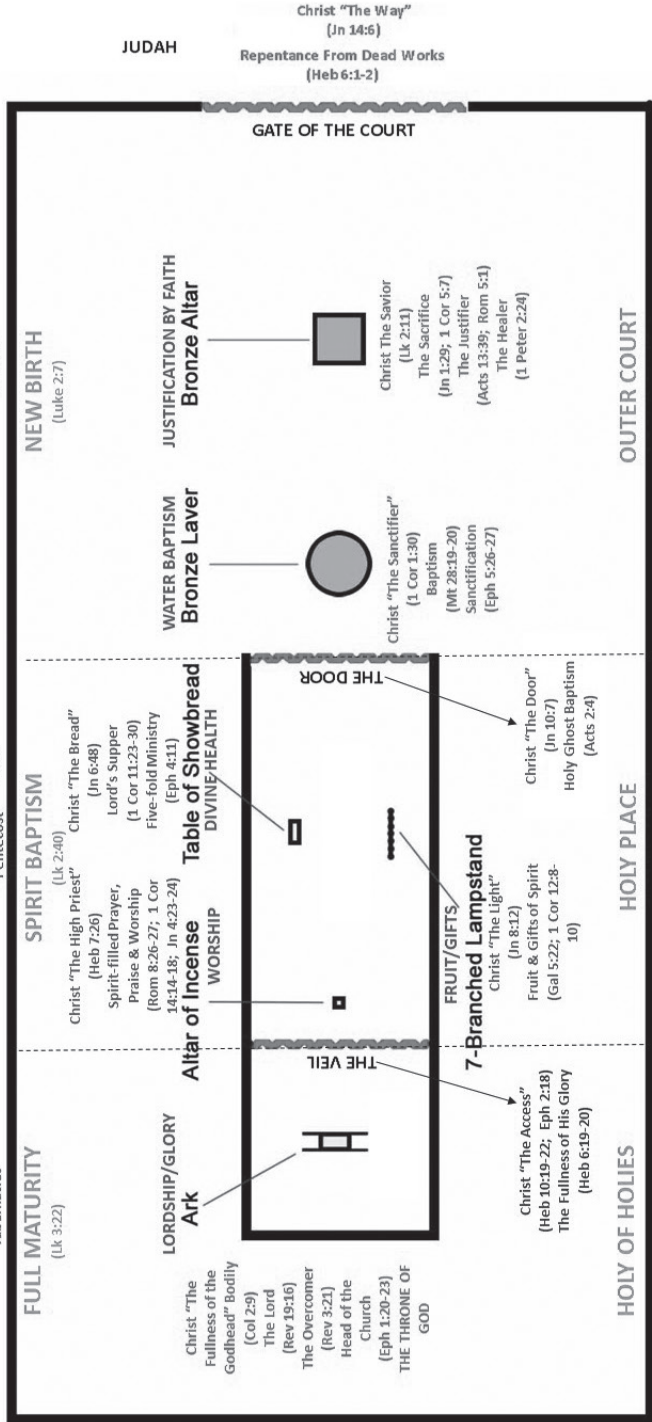 Pentecost
FULL MATURITY
(Lk 3:22)
SPIRIT BAPTISM
(Lk 2:40)
NEW BIRTH
(Luke 2:7)
JUDAH
Christ "The Way"
(Jn 14:6)
Repentance From Dead Works
(Heb 6:1-2)
GATE OF THE COURT
Christ "The High Priest"
(Heb 7:26)
Spirit-filled Prayer,
Praise & Worship
(Rom 8:26-27; 1 Cor
14:14-18; Jn 4:23-24)
Altar of Incense
WORSHIP
Christ "The Bread"
(Jn 6:48)
Lord's Supper
(1 Cor 11:23-30)
Five-fold Ministry
(Eph 4:11)
Table of Showbread
DIVINE HEALTH
WATER BAPTISM
Bronze Laver
JUSTIFICATION BY FAITH
Bronze Altar
LORDSHIP/GLORY
Ark
Christ "The
Fullness of the
Godhead" Bodily
(Col 2:9)
The Lord
(Rev 19:16)
The Overcomer
(Rev 3:21)
Head of the
Church
(Eph 1:20-23)
THE THRONE OF
GOD
THE VEIL
THE DOOR
Christ "The Sanctifier"
(1 Cor 1:30)
Baptism
(Mt 28:19-20)
Sanctification
(Eph 5:26-27)
Christ The Savior
(Lk 2:11)
The Sacrifice
(Jn 1:29; 1 Cor 5:7)
The Justifier
(Acts 13:39; Rom 5:1)
The Healer
(1 Peter 2:24)
FRUIT/GIFTS
7-Branched Lampstand
Christ "The Light"
(Jn 8:12)
Fruit & Gifts of Spirit
(Gal 5:22; 1 Cor 12:8-
10)
Christ "The Access"
(Heb 10:19-22; Eph 2:18)
The Fullness of His Glory
(Heb 6:19-20)
Christ "The Door"
(Jn 10:7)
Holy Ghost Baptism
(Acts 2:4)
HOLY OF HOLIES
HOLY PLACE
OUTER COURT